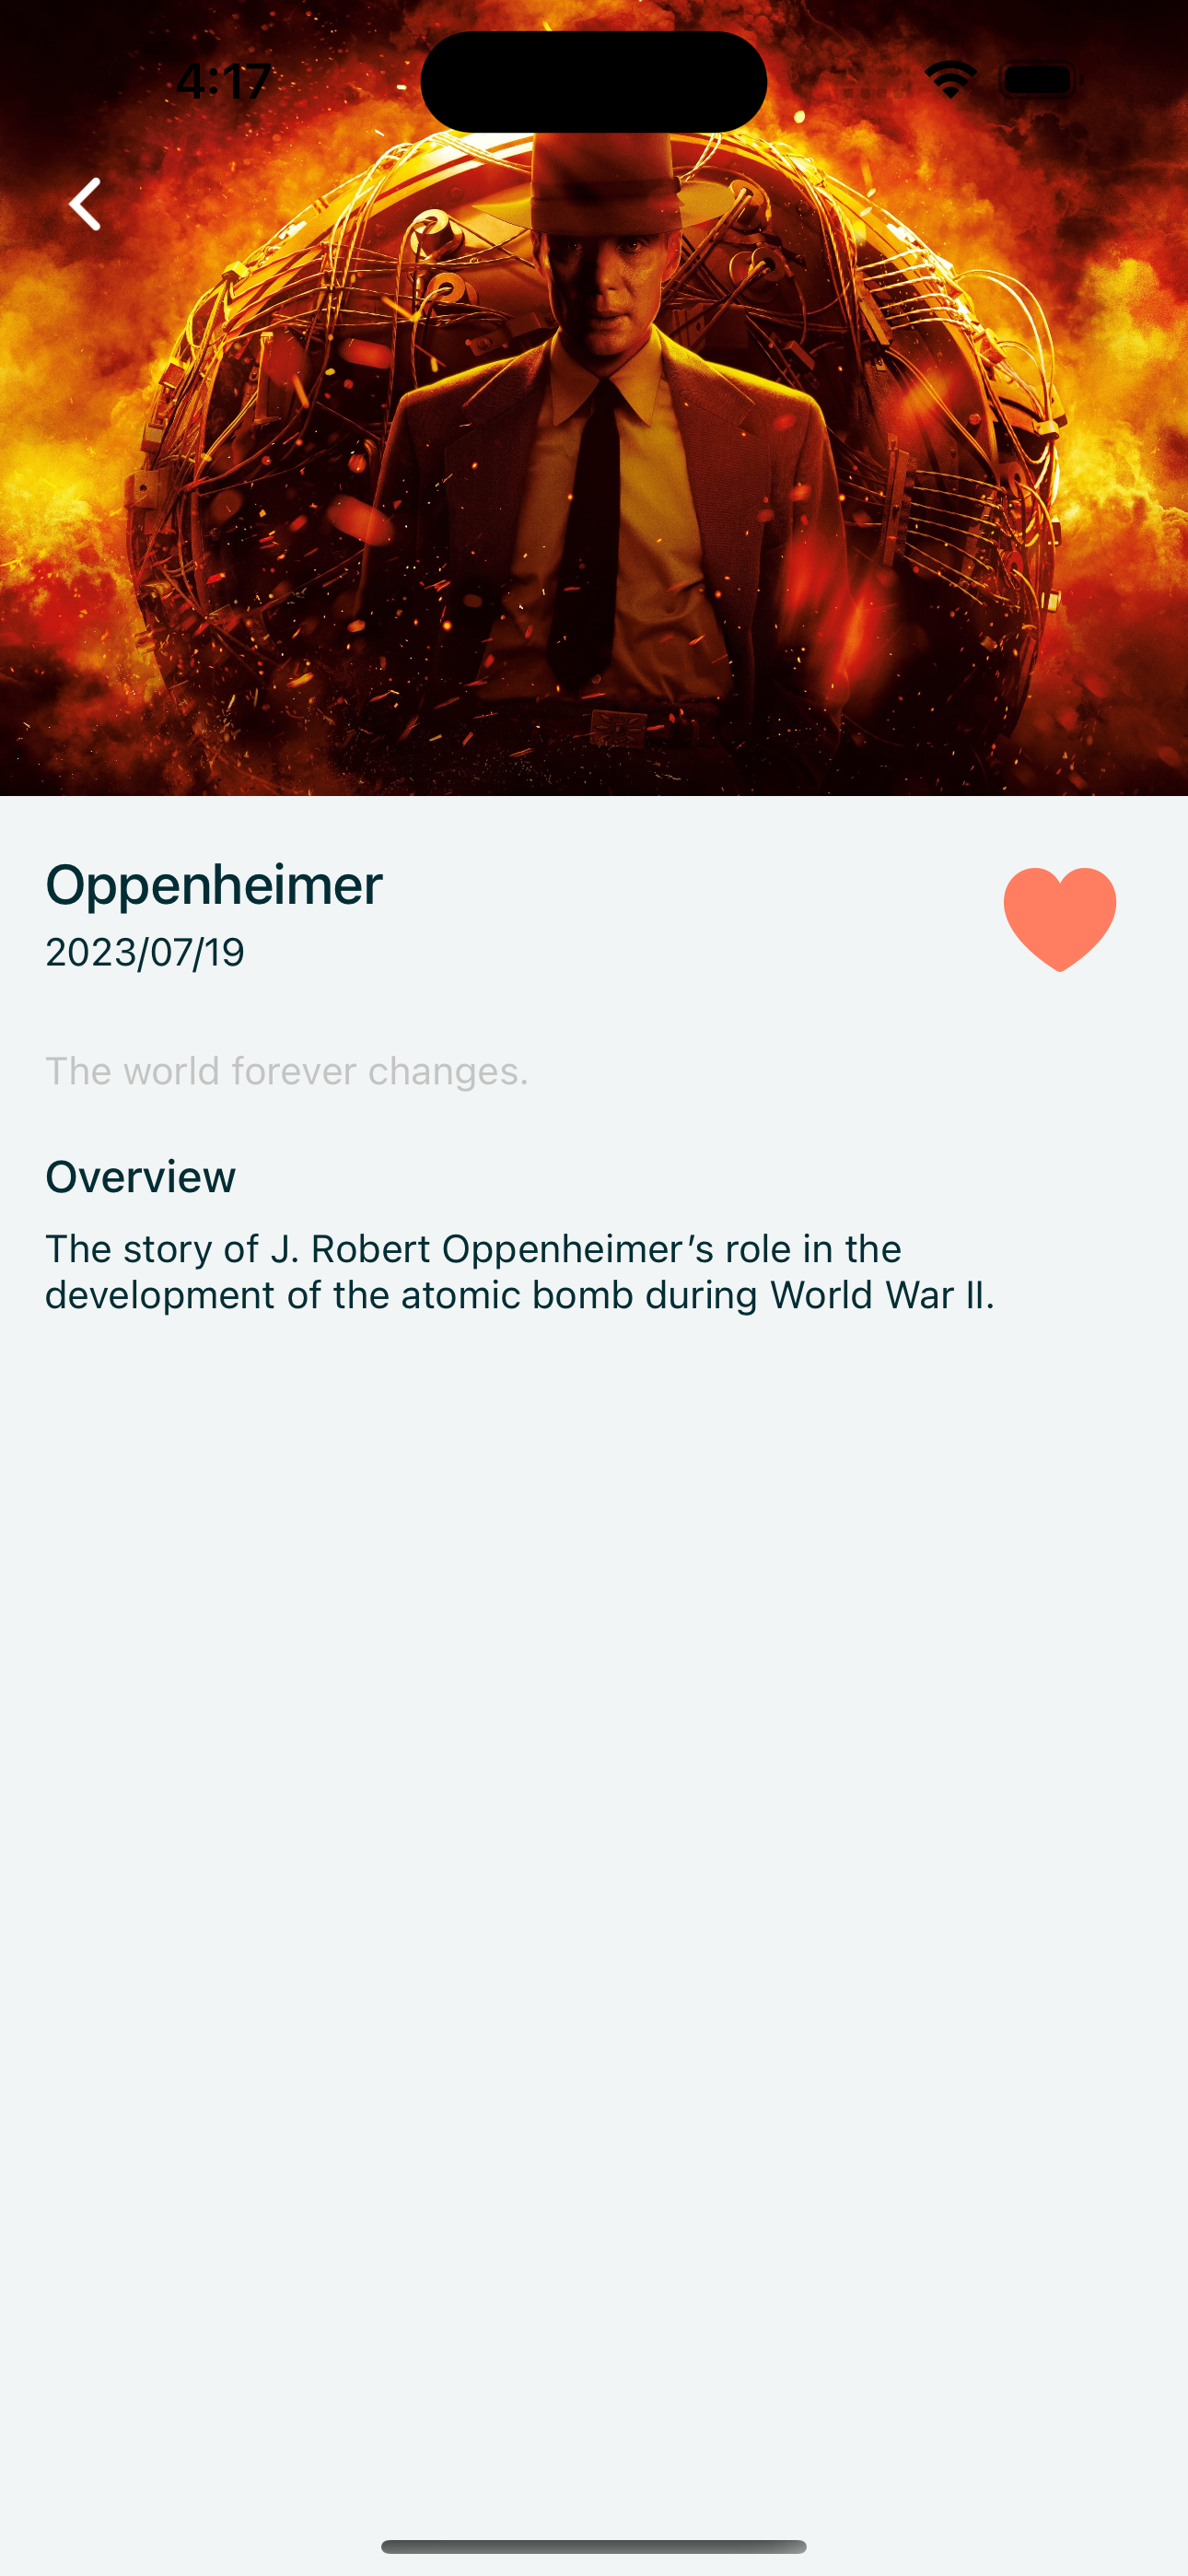 4:17
Oppenheimer
2023/07/19
The world forever changes.
Overview
The story of J. Robert Oppenheimer’s role in the
development of the atomic bomb during World War II.